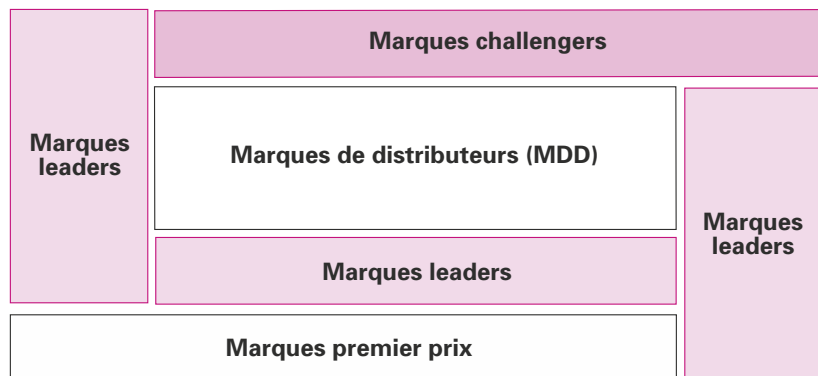 Marques challengers
Marques
leaders
Marques de distributeurs (MDD)
Marques
leaders
Marques leaders
Marques premier prix